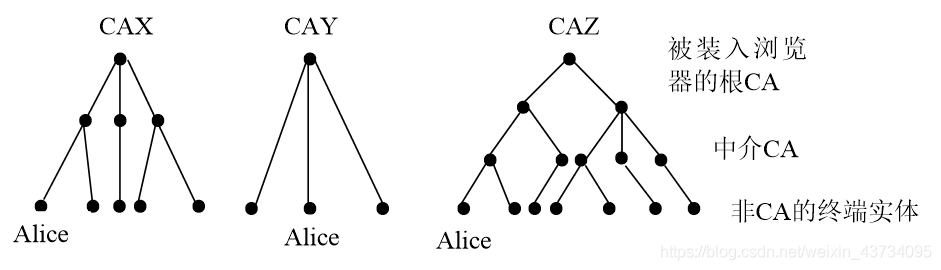 CAX
CAY
CAZ
被装入浏览
器的根CA
中介CA
非CA的终端实体
Alice
Alice
Alice
https://blog.csdn.net/weixin_43734095